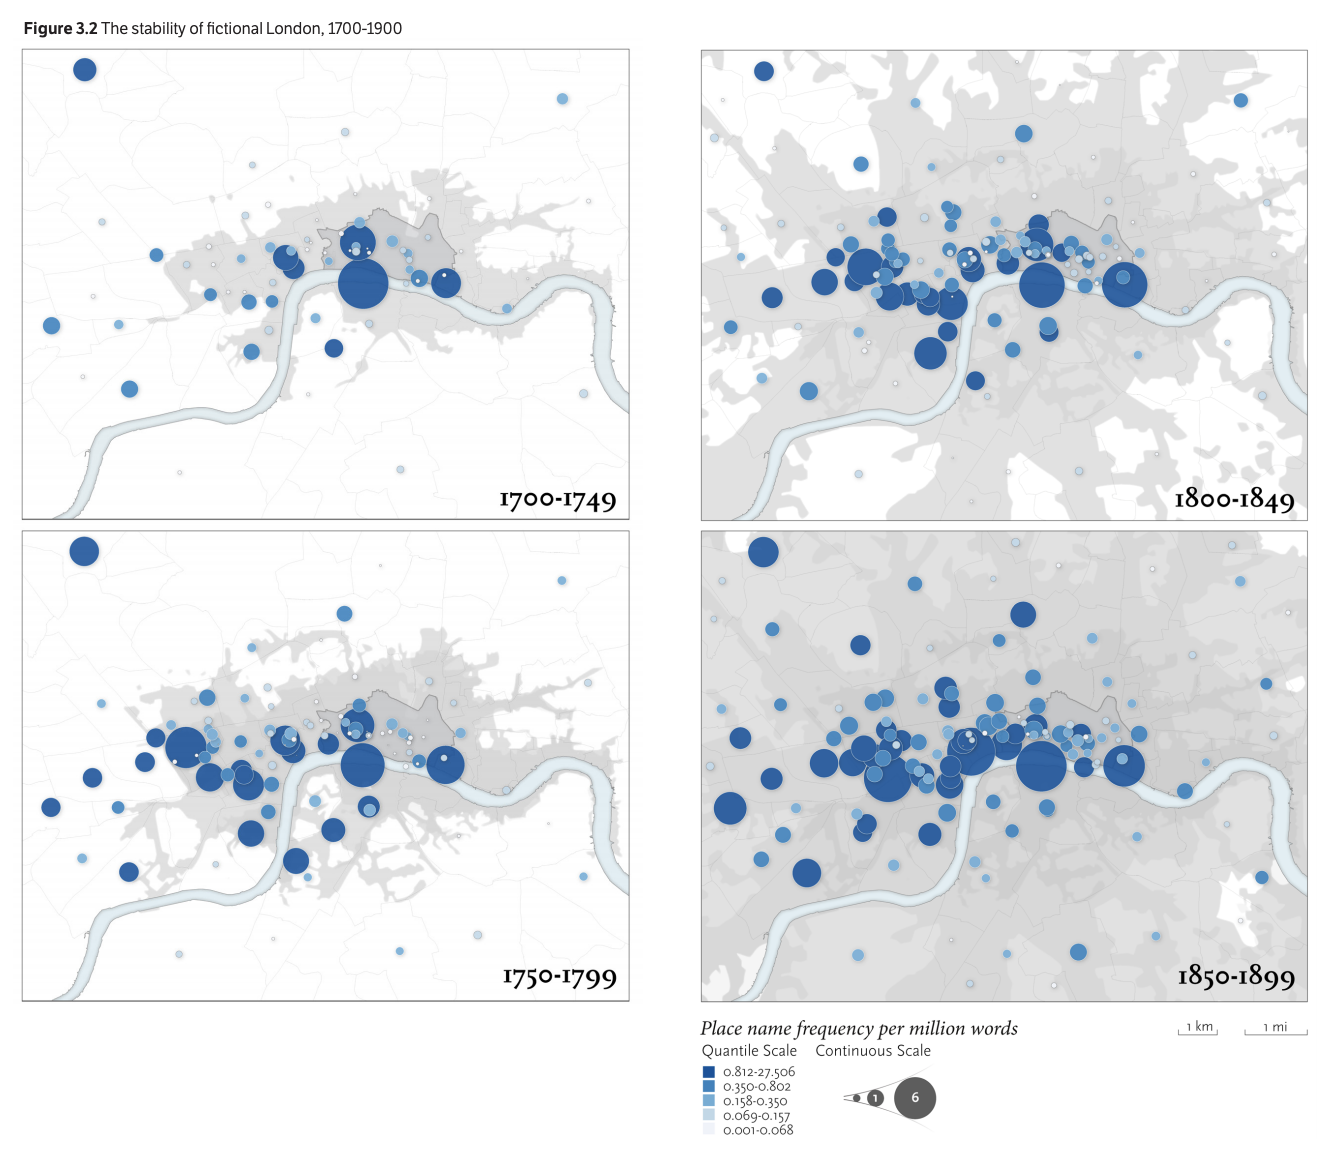 Figure 3.2 The stability of fictional London, 1700-1900
1700-1749
1800-1849
1750-1799
1850-1899
Place name frequency per million words
1 km
1 mi
Quantile Scale
Continuous Scale
0.812-27.506
0.350-0.802
0.158-0.350
0.069-0.157
0.001-0.068
1
6